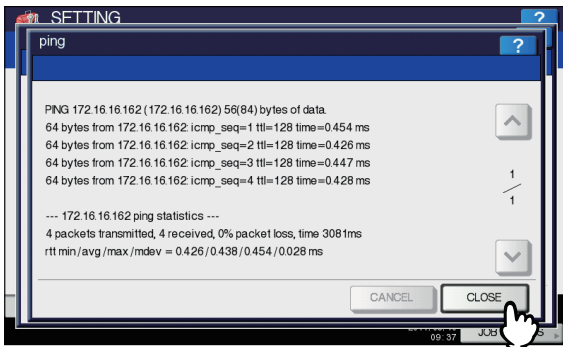 SETTING
?
ping
?
PING 172.16.16.162 (172.16.16.162) 56(84) bytes of data.
64 bytes from 172.16.16.162: icmp_seq=1 ttl=128 time=0.454 ms
64 bytes from 172.16.16.162: icmp_seq=2 ttl=128 time=0.426 ms
64 bytes from 172.16.16.162: icmp_seq=3 ttl=128 time=0.447 ms
64 bytes from 172.16.16.162: icmp_seq=4 ttl=128 time=0.428 ms
1
1
--- 172.16.16.162 ping statistics ---
4 packets transmitted, 4 received, 0% packet loss, time 3081ms
rtt min/avg/max/mdev = 0.426/0.438/0.454/0.028 ms
CANCEL
CLOSE
09:37
JOB